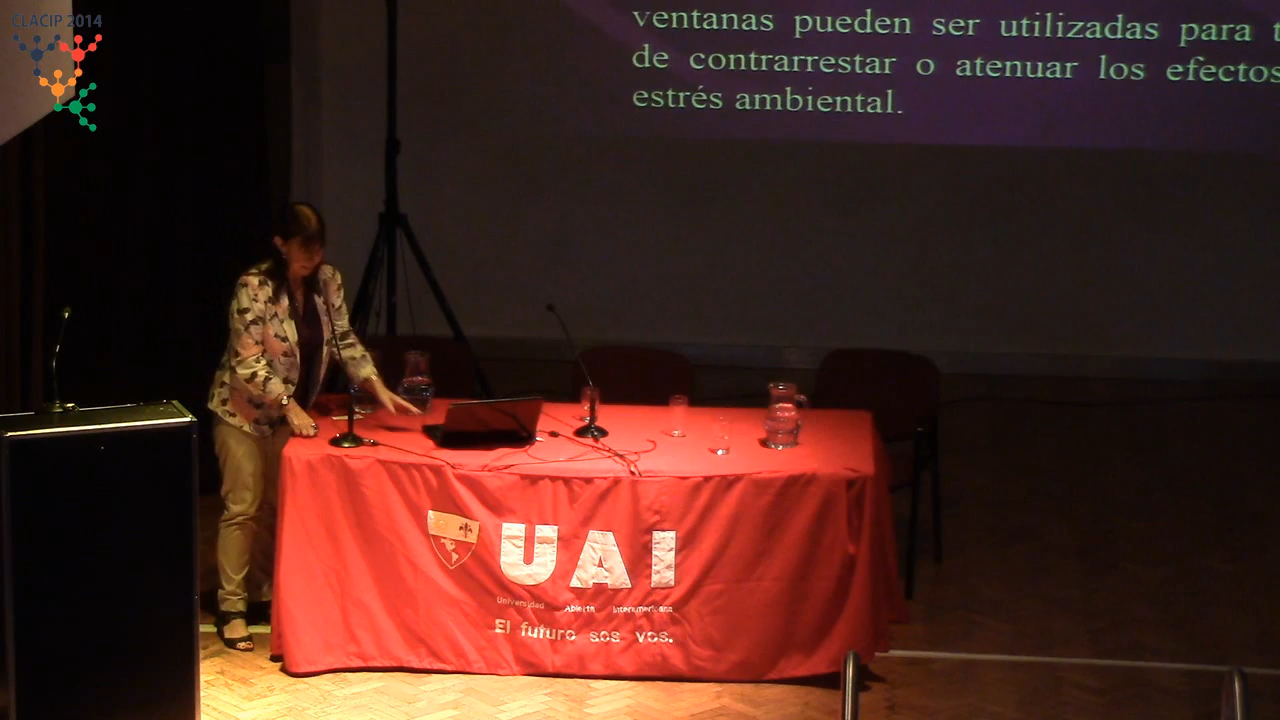 CLACIP 2014
ventanas pueden ser utilizadas para
de contrarrestar o atenuar los efectos
estrés ambiental.
UAI
Universidad Abierta Interamericana
El futuro sos vos.